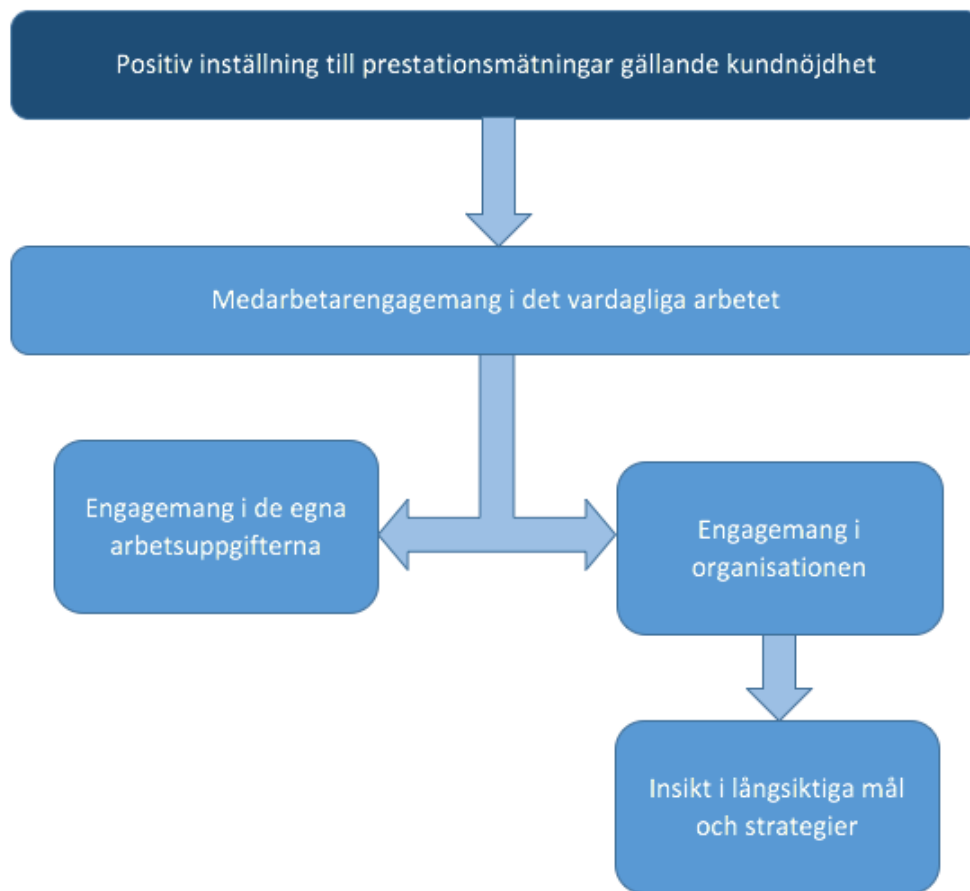 Positiv inställning till prestationsmätningar gällande kundnöjdhet
Medarbetarengagemang i det vardagliga arbetet
Engagemang i de egna
arbetsuppgifterna
Engagemang i
organisationen
Insikt i långsiktiga mål
och strategier